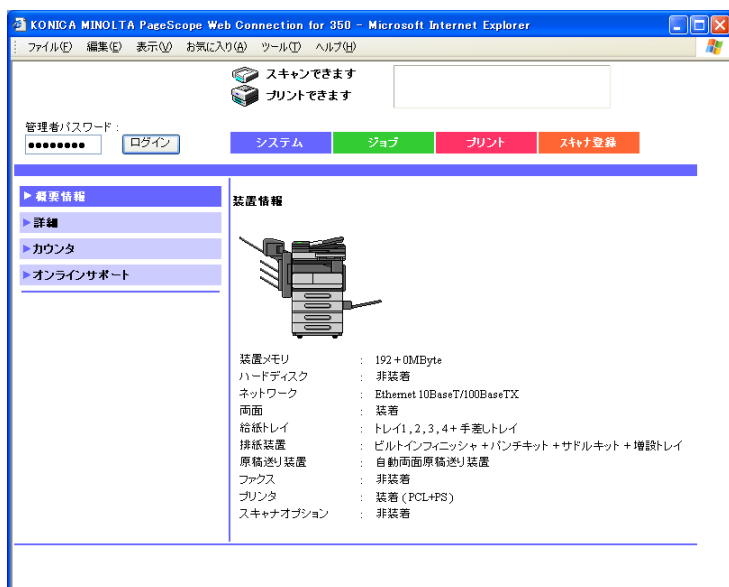 KONICA MINOLTA PageScope Web Connection for 350 - Microsoft Internet Explorer
ファイル(F) 編集(E) 表示(V) お気に入り(A) ツール(T) ヘルプ(H)
スキャンできます
プリントできます
管理者パスワード :
●●●●●●●● ログイン
システム ジョブ プリント スキャナ登録
概要情報
詳細
カウンタ
オンラインサポート
装置情報
装置メモリ : 192+0MByte
ハードディスク : 非装着
ネットワーク : Ethernet 10BaseT/100BaseTX
両面 : 装着
給紙トレイ : トレイ1,2,3,4+手差しトレイ
排紙装置 : ビルトインフィニッシャ+パンチキット+サドルキット+増設トレイ
原稿送り装置 : 自動両面原稿送り装置
ファクス : 非装着
プリンタ : 装着(PCL+PS)
スキャナオプション : 非装着